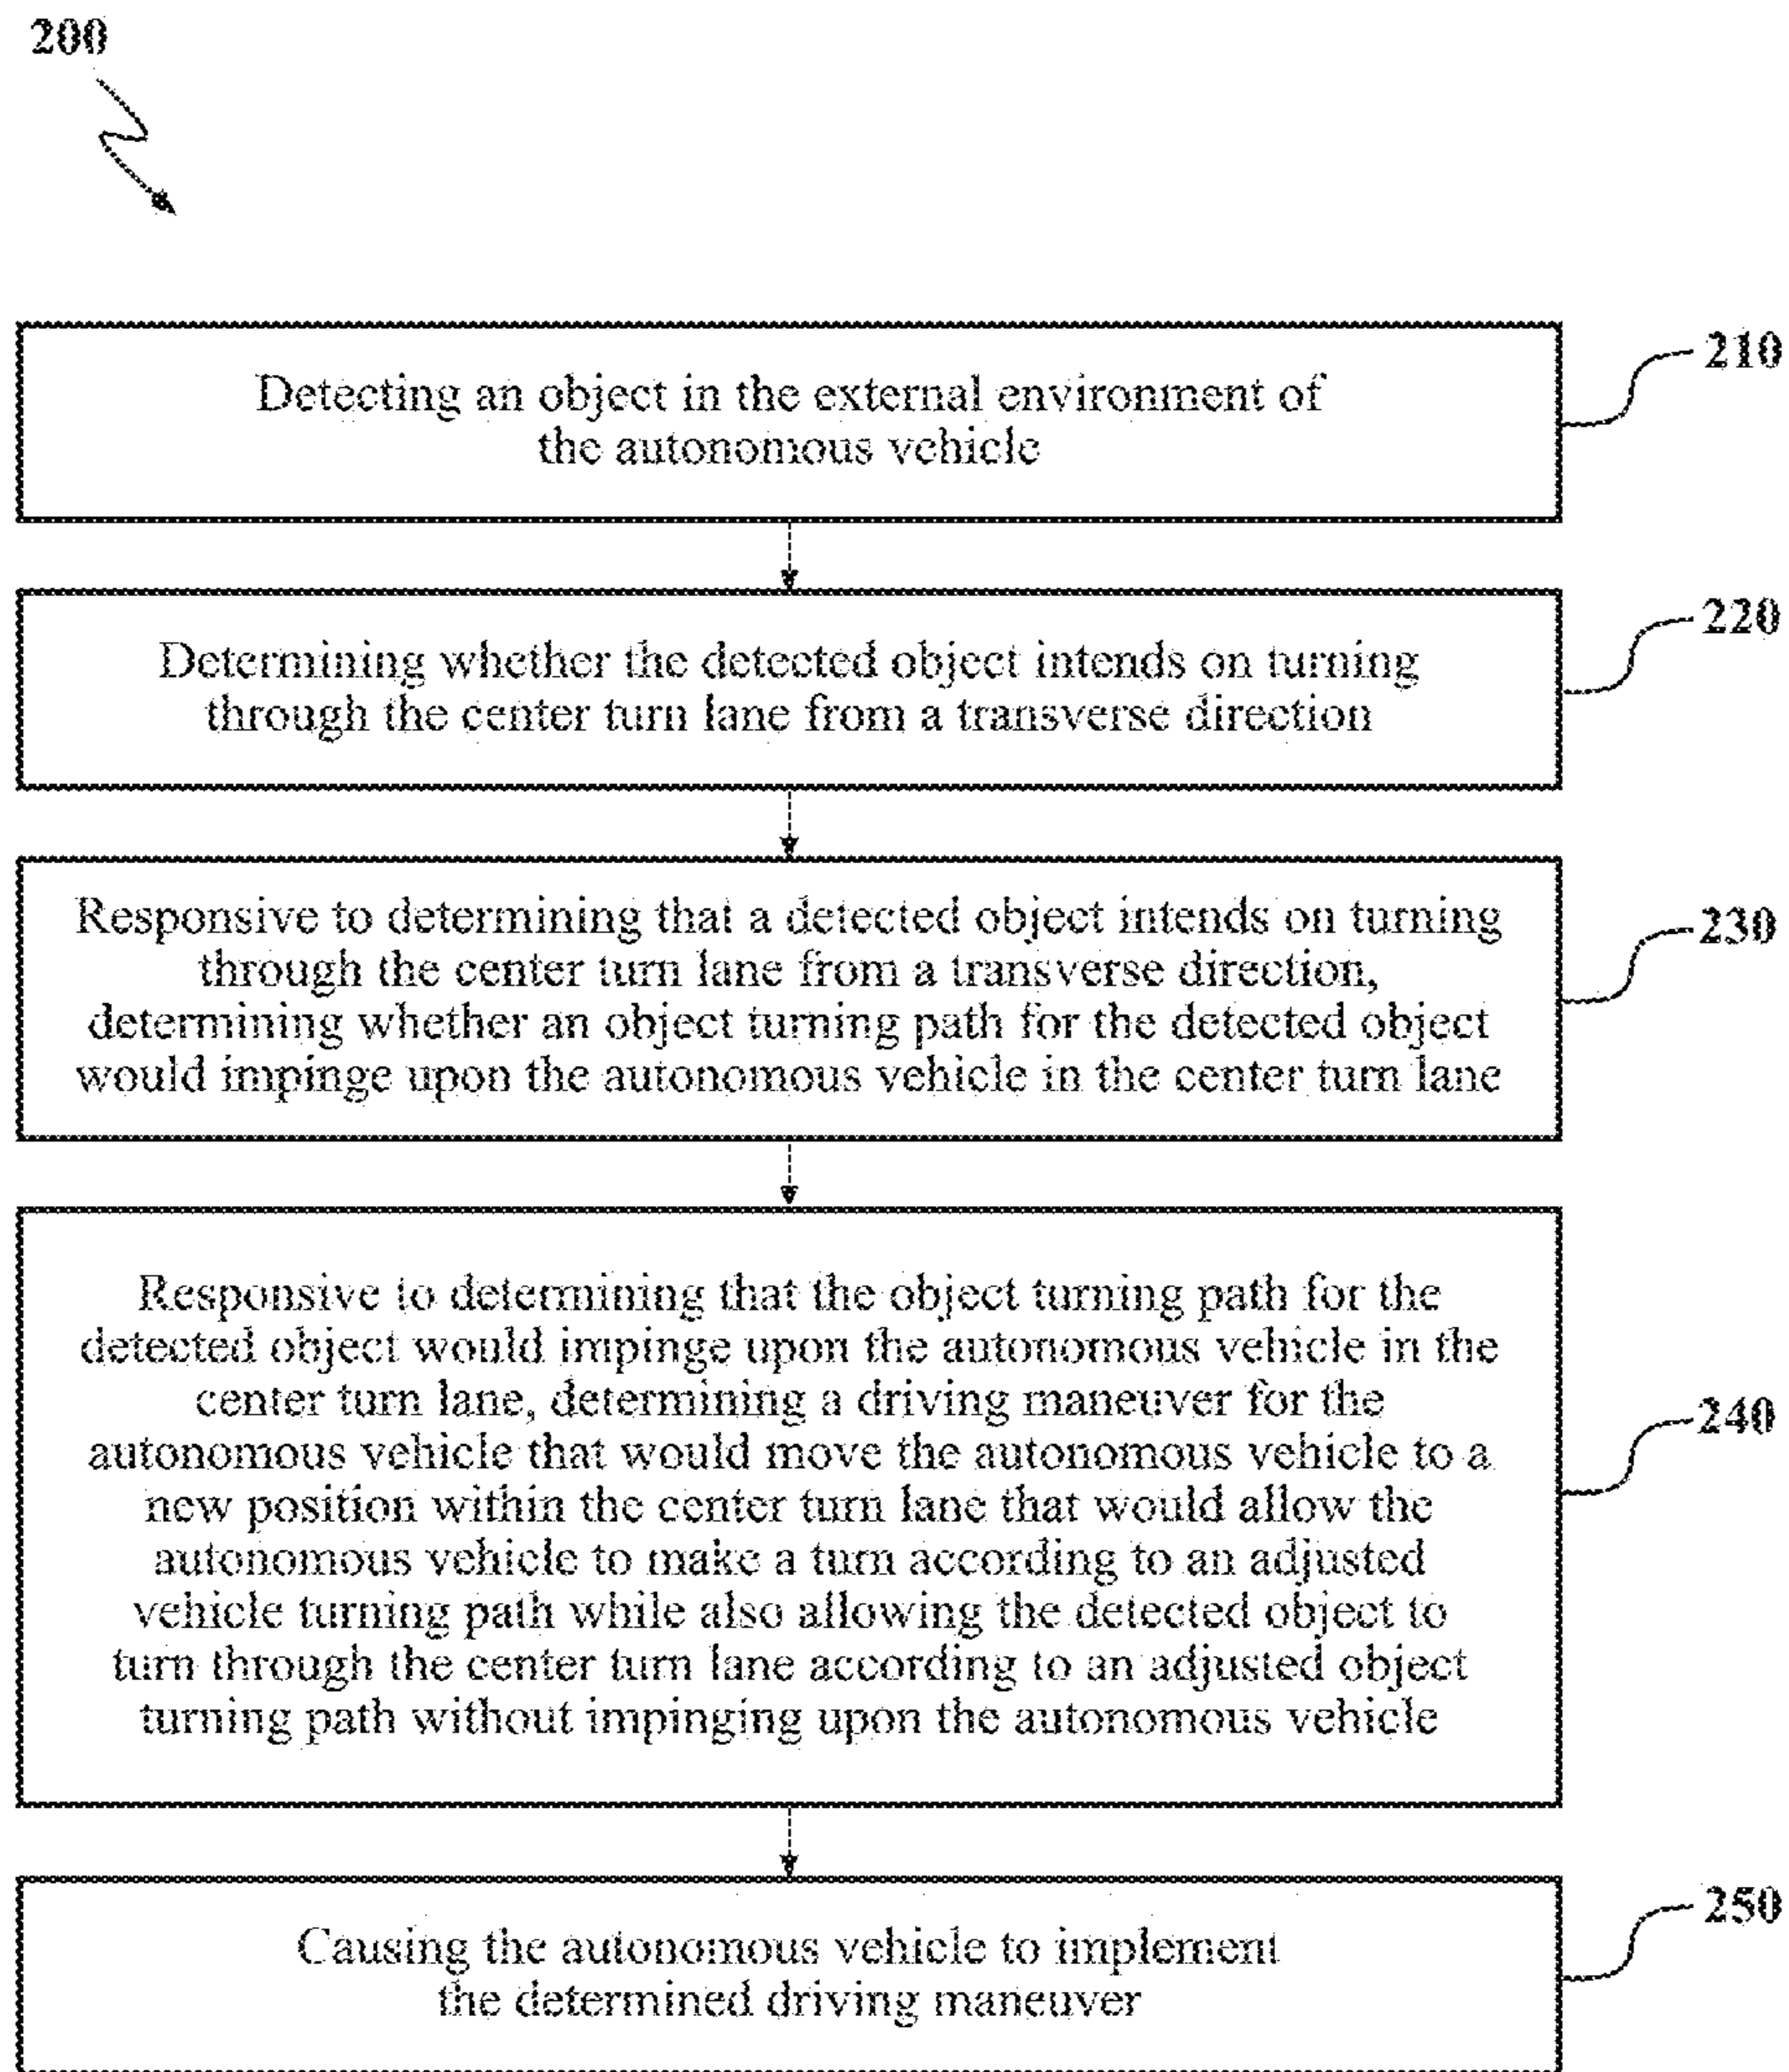 200
Detecting an object in the external environment of
the autonomous vehicle
210
Determining whether the detected object intends on turning
through the center turn lane from a transverse direction
220
Responsive to determining that a detected object intends on turning
through the center turn lane from a transverse direction,
determining whether an object turning path for the detected object
would impinge upon the autonomous vehicle in the center turn lane
230
Responsive to determining that the object turning path for the
detected object would impinge upon the autonomous vehicle in the
center turn lane, determining a driving maneuver for the
autonomous vehicle that would move the autonomous vehicle to a
new position within the center turn lane that would allow the
autonomous vehicle to make a turn according to an adjusted
vehicle turning path while also allowing the detected object to
turn through the center turn lane according to an adjusted object
turning path without impinging upon the autonomous vehicle
240
Causing the autonomous vehicle to implement
the determined driving maneuver
250